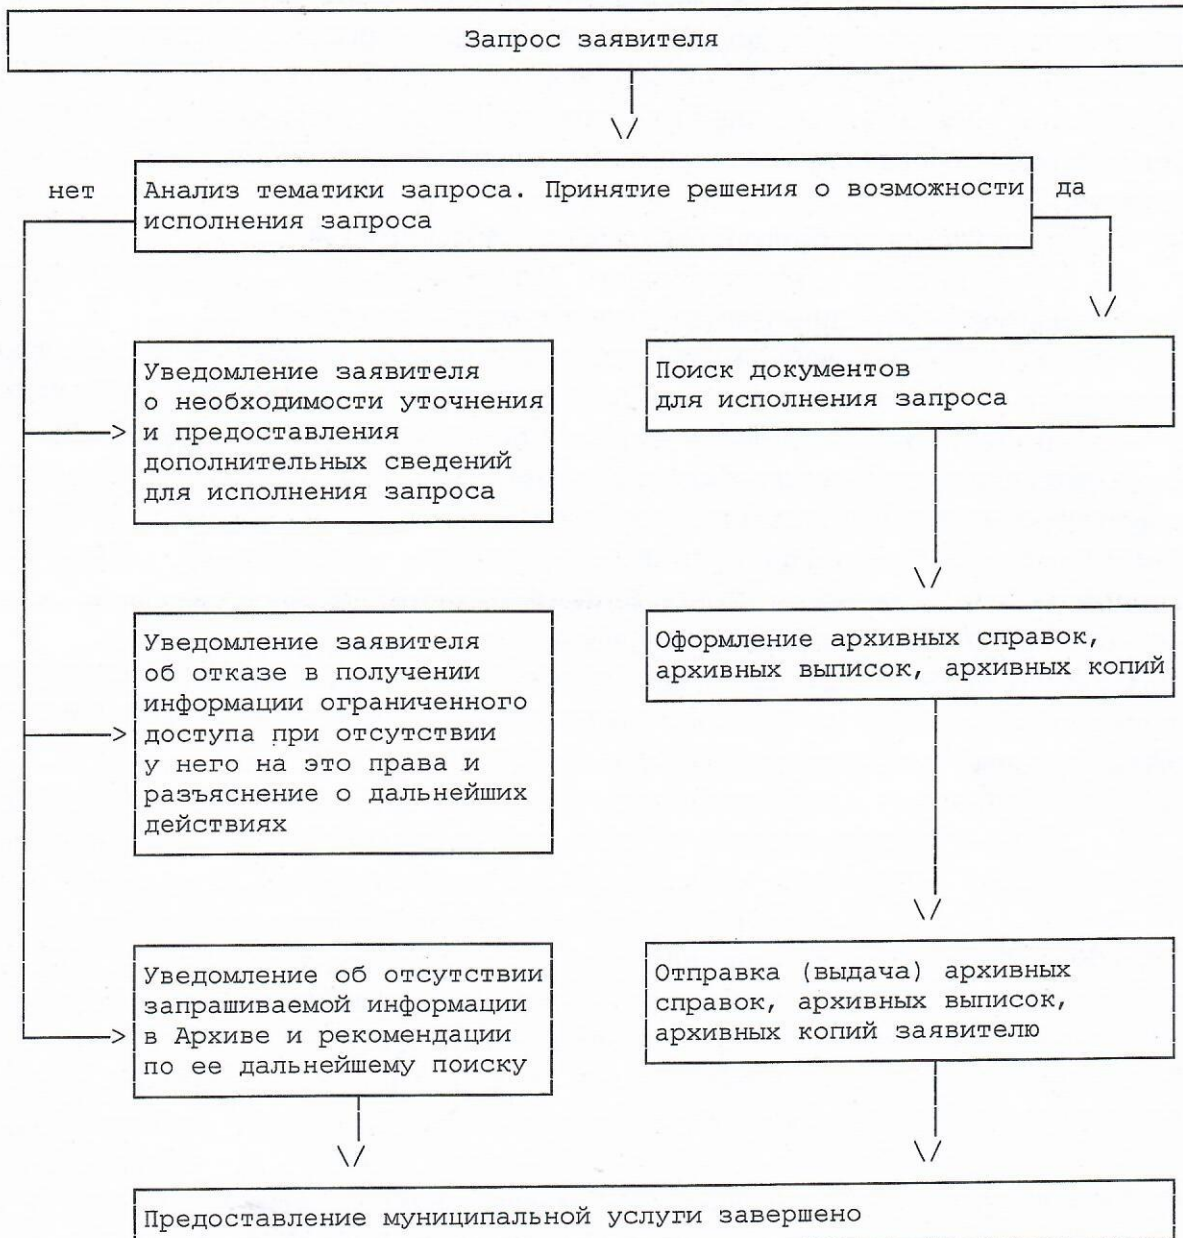 Запрос заявителя
нет
Анализ тематики запроса. Принятие решения о возможности
исполнения запроса
да
Уведомление заявителя
о необходимости уточнения
и предоставления
дополнительных сведений
для исполнения запроса
Поиск документов
для исполнения запроса
Уведомление заявителя
об отказе в получении
информации ограниченного
доступа при отсутствии
у него на это права и
разъяснение о дальнейших
действиях
Оформление архивных справок,
архивных выписок, архивных копий
Уведомление об отсутствии
запрашиваемой информации
в Архиве и рекомендации
по ее дальнейшему поиску
Отправка (выдача) архивных
справок, архивных выписок,
архивных копий заявителю
Предоставление муниципальной услуги завершено